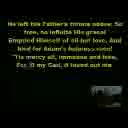 He left His Father's throne above: So
free, so infinite His grace!
Emptied Himself of all but love, And
bled for Adam's helpless race!
'Tis mercy all, immense and free,
For O my God, it found out me